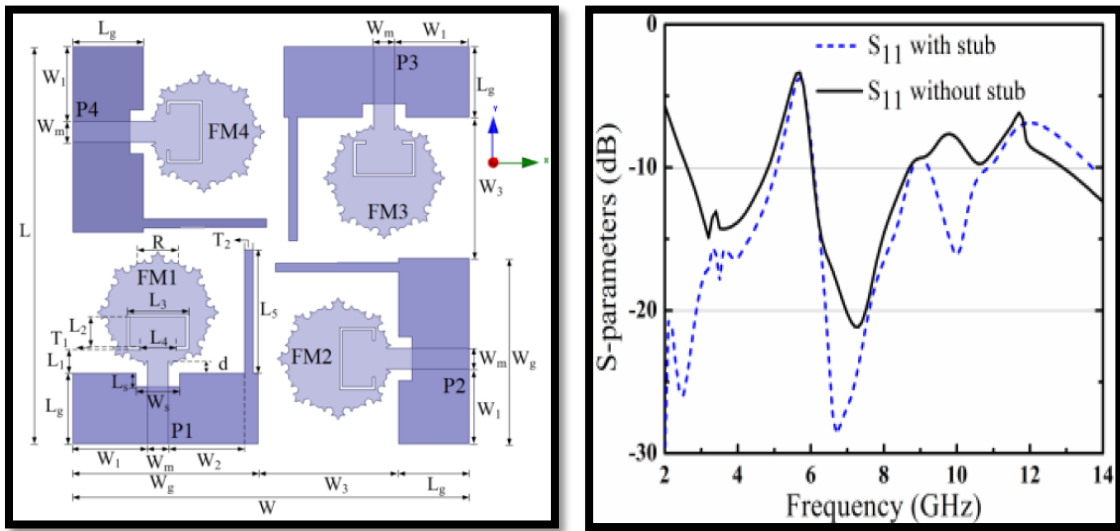 Lg
Wm
W1
W1
P3
Lg
P4
FM4
Wm
Y
X
W3
FM3
L
T2
R
FM1
L3
L5
L2
L4
T1
L1
d
Ls
Ws
Lg
P1
FM2
Wm
P2
Wg
W1
W1
Wm
W2
Wg
W3
Lg
W
0
S11 with stub
S11 without stub
S-parameters (dB)
-10
-20
-30
2
4
6
8
10
12
14
Frequency (GHz)